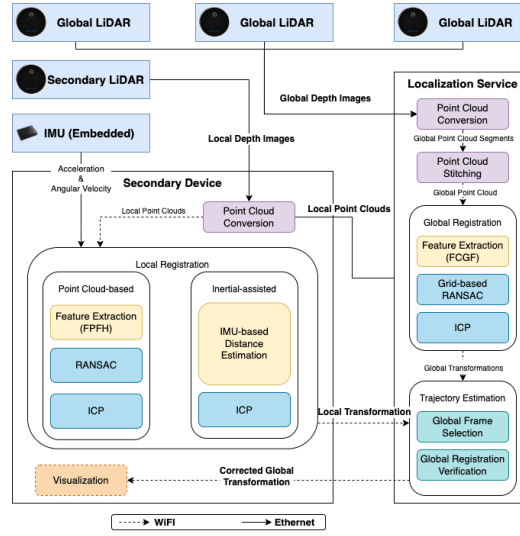 Global LiDAR
Global LiDAR
Global LiDAR
Secondary LiDAR
IMU (Embedded)
Global Depth Images
Local Depth Images
Acceleration
&
Angular Velocity
Localization Service
Point Cloud
Conversion
Global Point Cloud Segments
Point Cloud
Stitching
Global Point Cloud
Secondary Device
Local Point Clouds
Point Cloud
Conversion
Local Point Clouds
Global Registration
Feature Extraction
(FCGF)
Grid-based
RANSAC
ICP
Global Transformations
Local Registration
Point Cloud-based
Feature Extraction
(FPFH)
RANSAC
ICP
Inertial-assisted
IMU-based
Distance
Estimation
ICP
Local Transformation
Trajectory Estimation
Global Frame
Selection
Global Registration
Verification
Corrected Global
Transformation
Visualization
WiFI
Ethernet